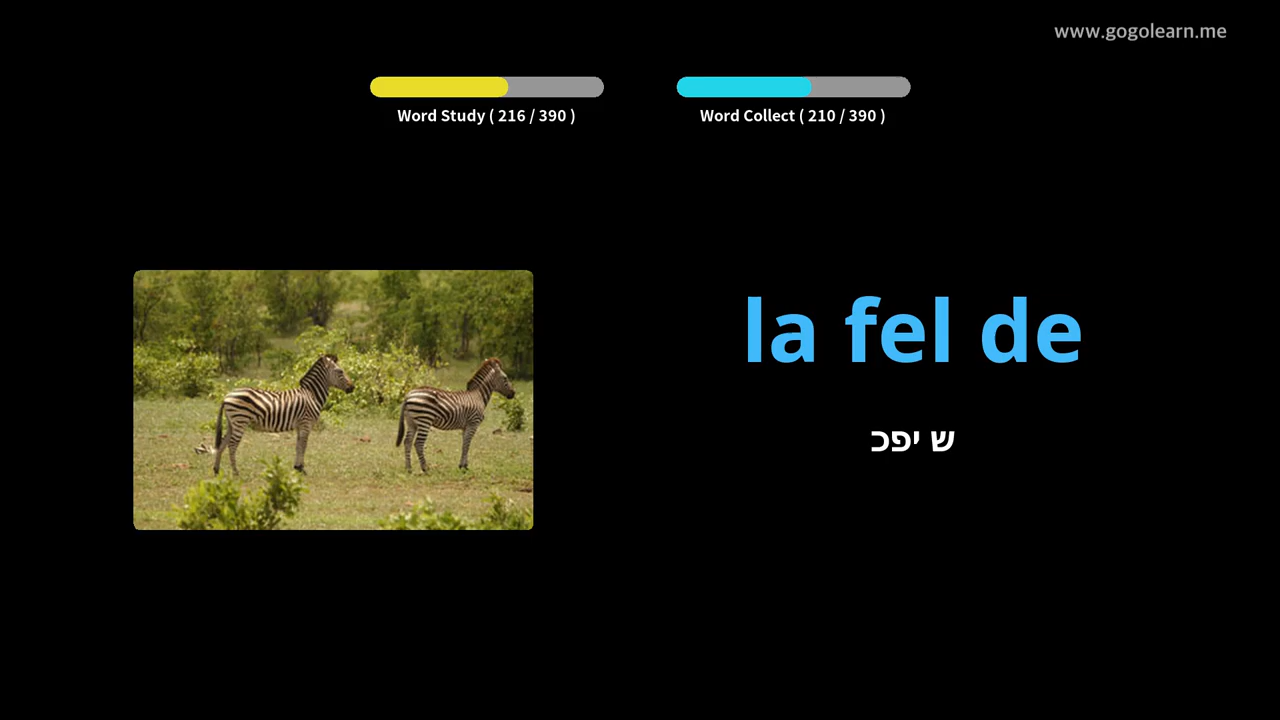 www.gogolearn.me
Word Study ( 216 / 390 )
Word Collect ( 210 / 390 )
la fel de
ש יפכ